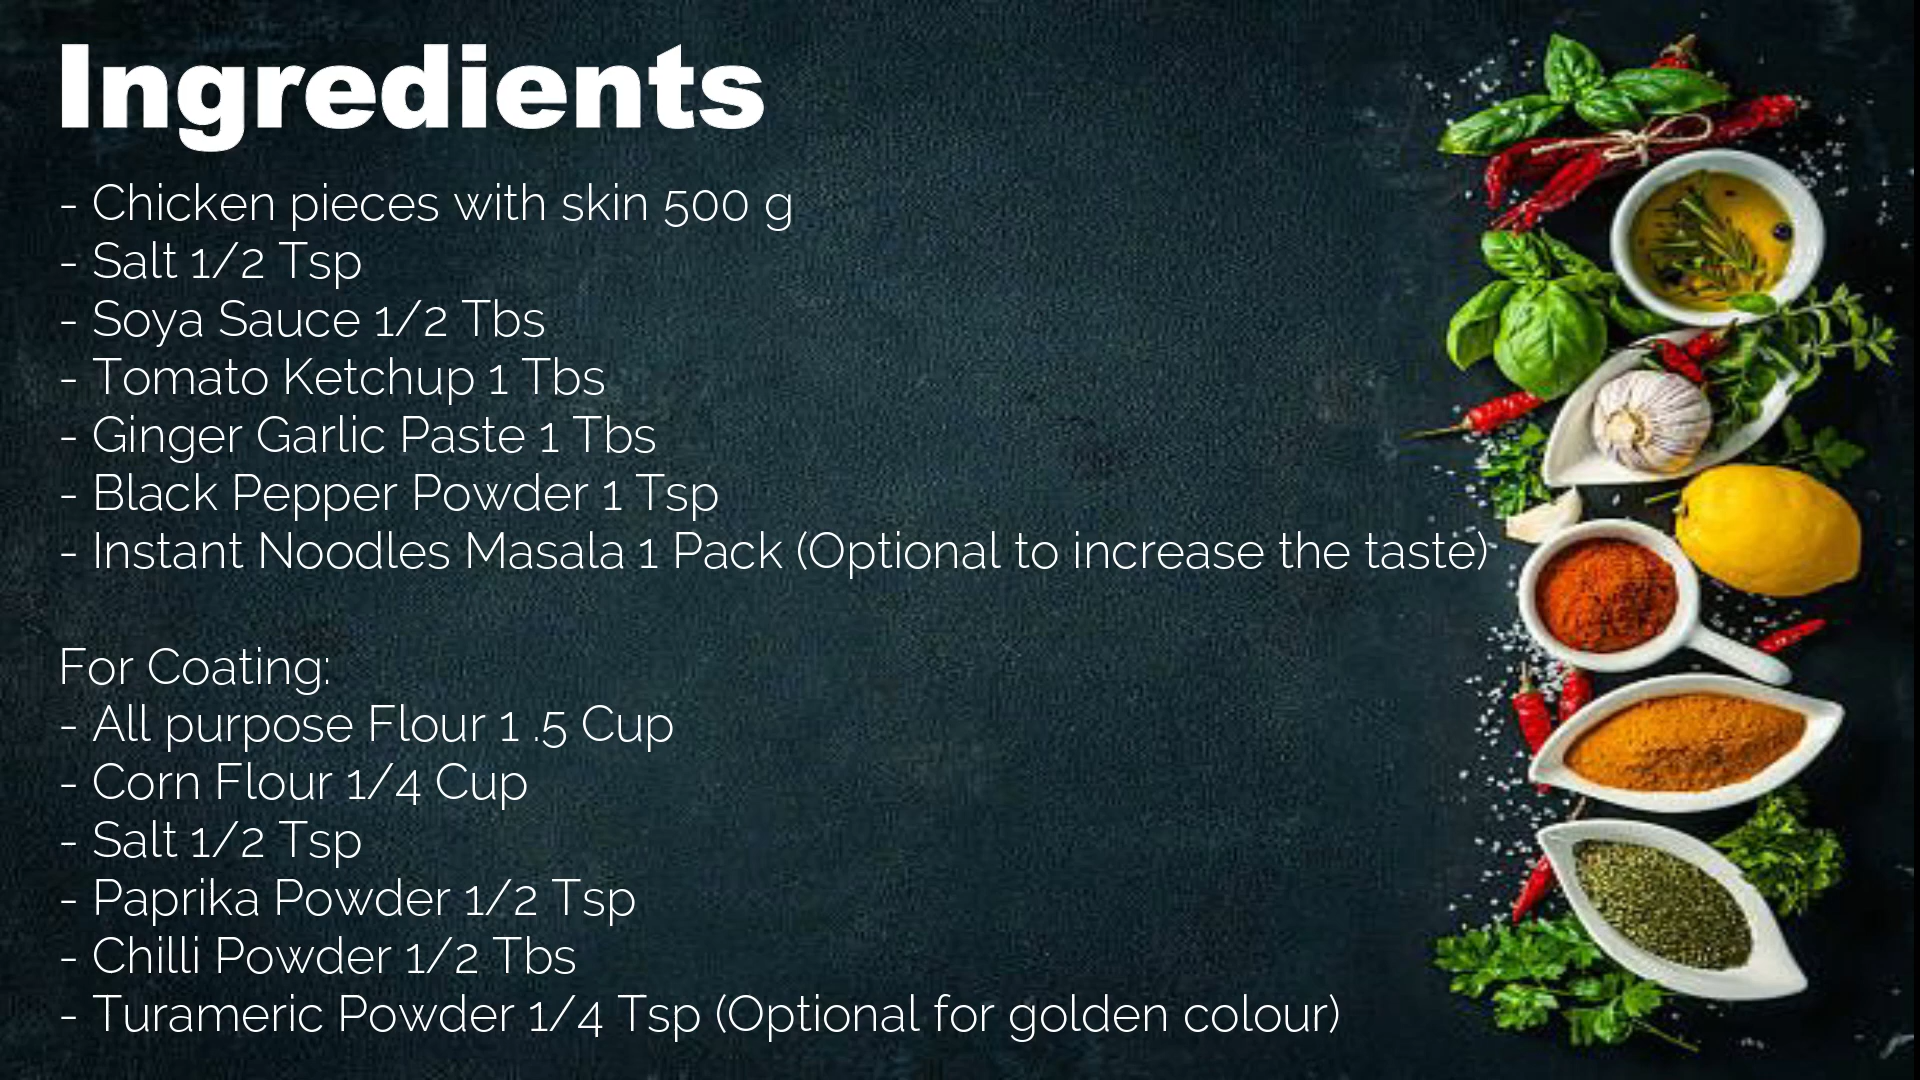 Ingredients
- Chicken pieces with skin 500 g
- Salt 1/2 Tsp
- Soya Sauce 1/2 Tbs
- Tomato Ketchup 1 Tbs
- Ginger Garlic Paste 1 Tbs
- Black Pepper Powder 1 Tsp
- Instant Noodles Masala 1 Pack (Optional to increase the taste)
For Coating:
- All purpose Flour 1 .5 Cup
- Corn Flour 1/4 Cup
- Salt 1/2 Tsp
- Paprika Powder 1/2 Tsp
- Chilli Powder 1/2 Tbs
- Turameric Powder 1/4 Tsp (Optional for golden colour)